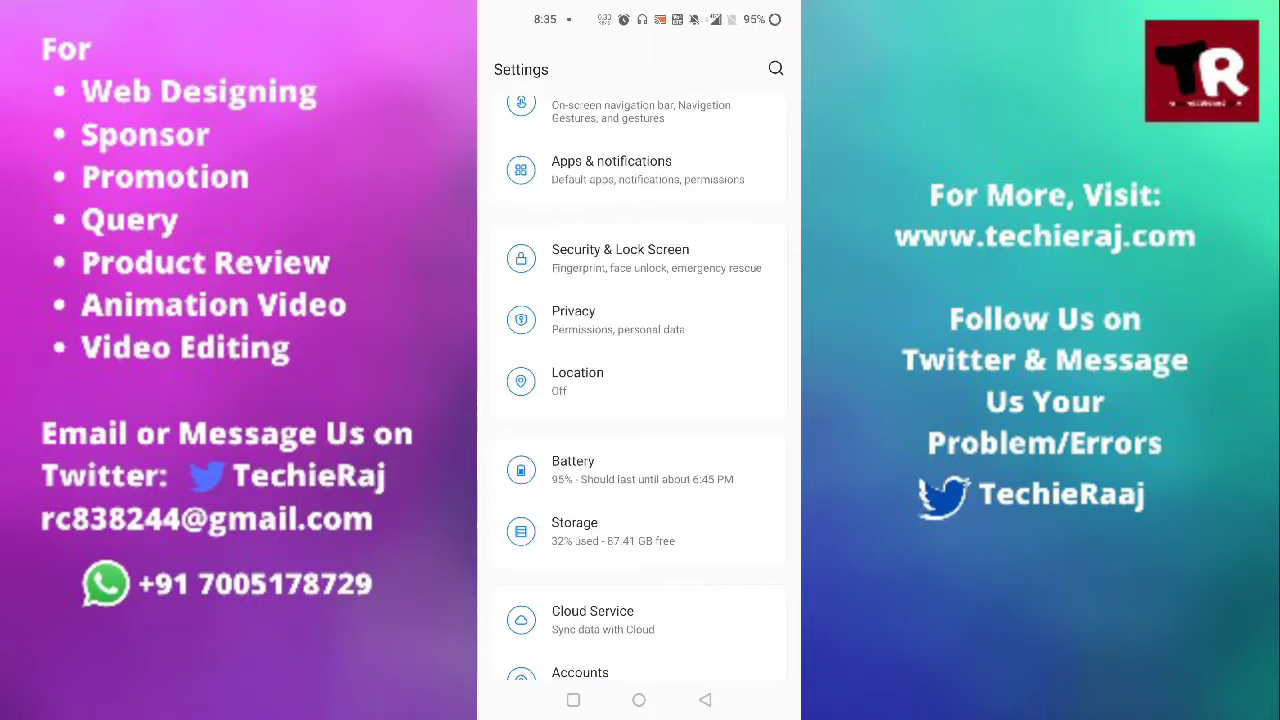 For
• Web Designing
• Sponsor
• Promotion
• Query
• Product Review
• Animation Video
• Video Editing
Email or Message Us on
Twitter: TechieRaj
rc838244@gmail.com
+91 7005178729
8:35
95%
Settings
On-screen navigation bar, Navigation
Gestures, and gestures
Apps & notifications
Default apps, notifications, permissions
Security & Lock Screen
Fingerprint, face unlock, emergency rescue
Privacy
Permissions, personal data
Location
Off
Battery
95% - Should last until about 6:45 PM
Storage
32% used - 87.41 GB free
Cloud Service
Sync data with Cloud
Accounts
TR
For More, Visit:
www.techieraj.com
Follow Us on
Twitter & Message
Us Your
Problem/Errors
TechieRaaj